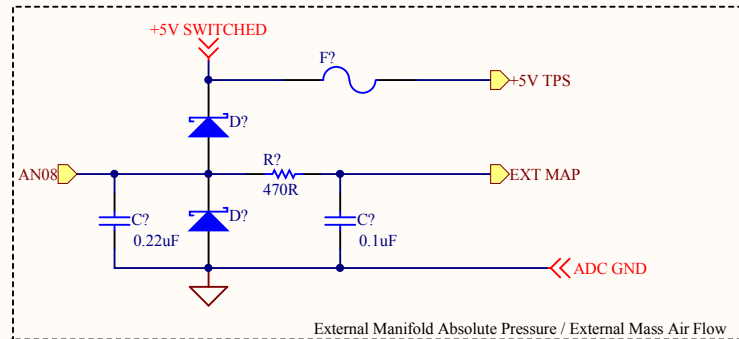 +5V SWITCHED
F?
+5V TPS
D?
AN08
R?
470R
EXT MAP
C?
0.22uF
D?
C?
0.1uF
ADC GND
External Manifold Absolute Pressure / External Mass Air Flow